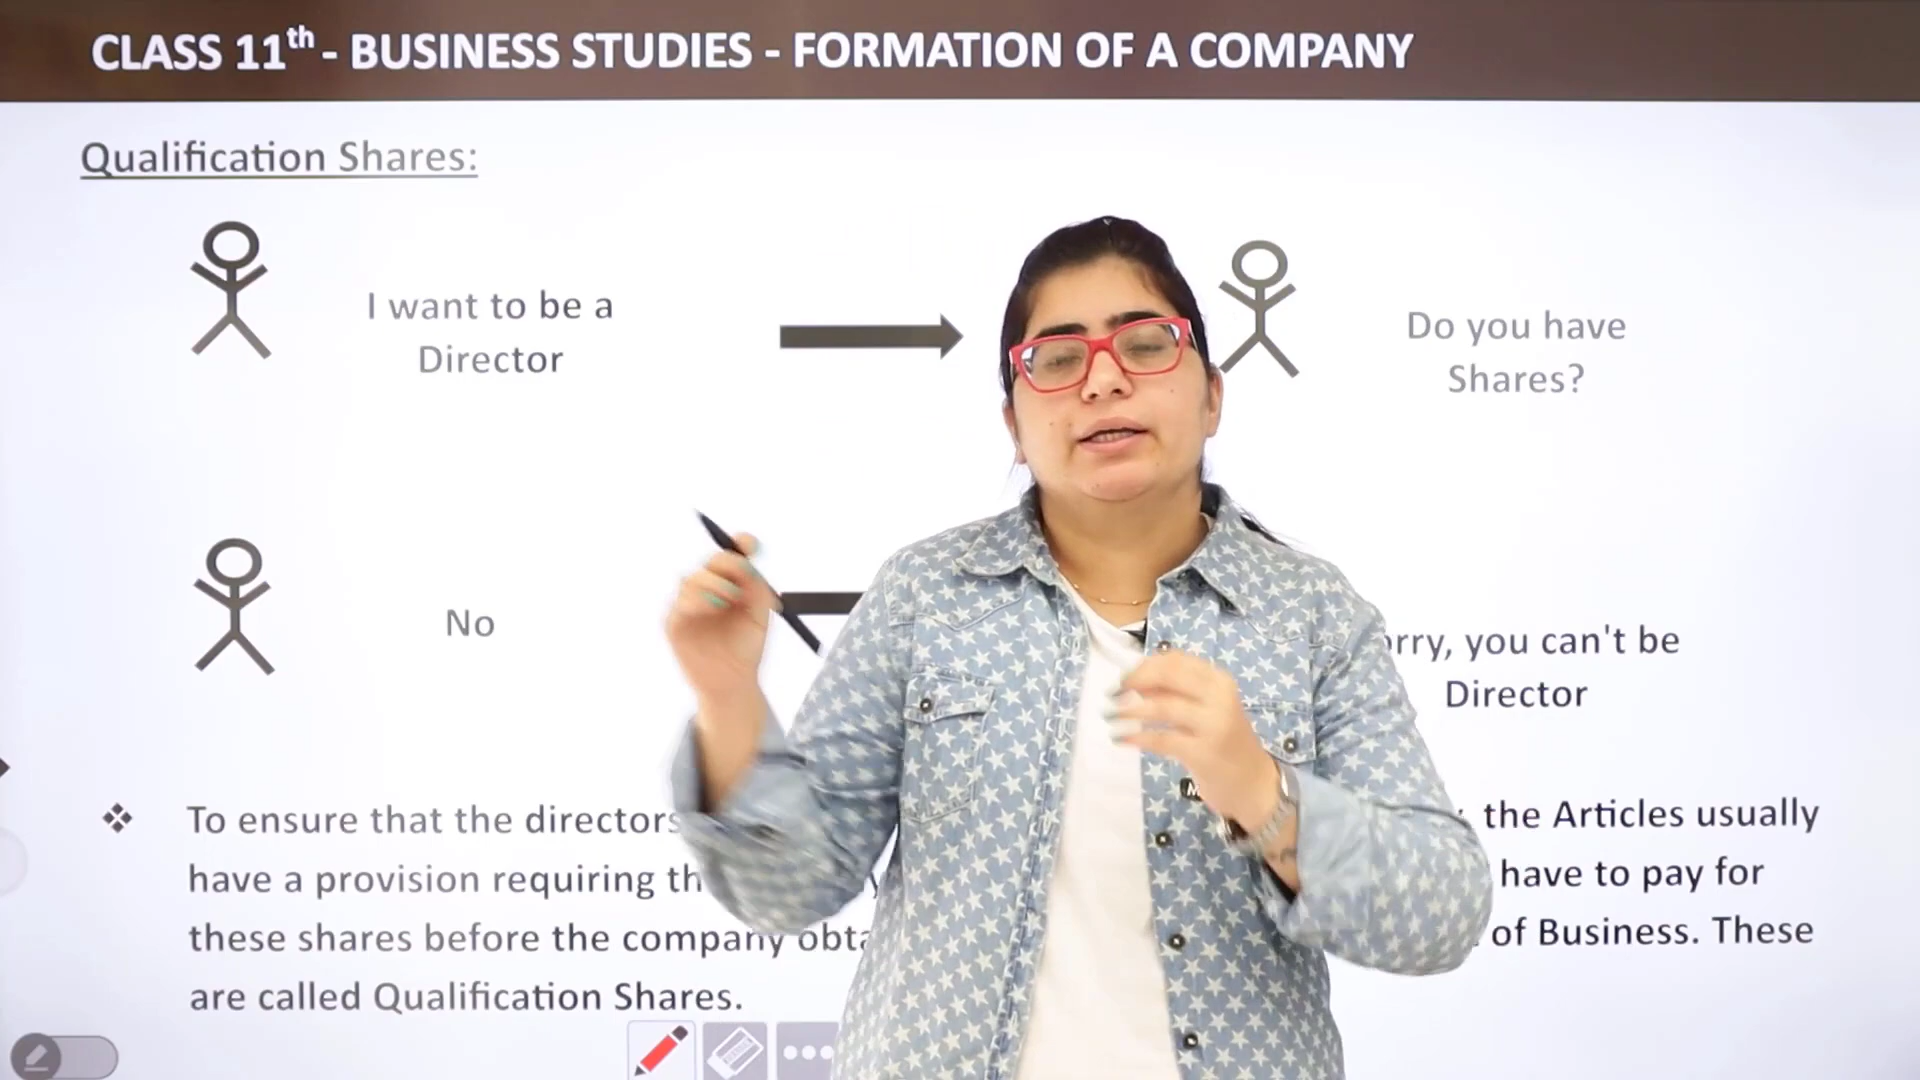 CLASS 11th - BUSINESS STUDIES - FORMATION OF A COMPANY
Qualification Shares:
I want to be a
Director
Do you have
Shares?
No
you can't be
Director
To ensure that the directors the Articles usually
have a provision requiring have to pay for
these shares before the company of Business. These
are called Qualification Shares.